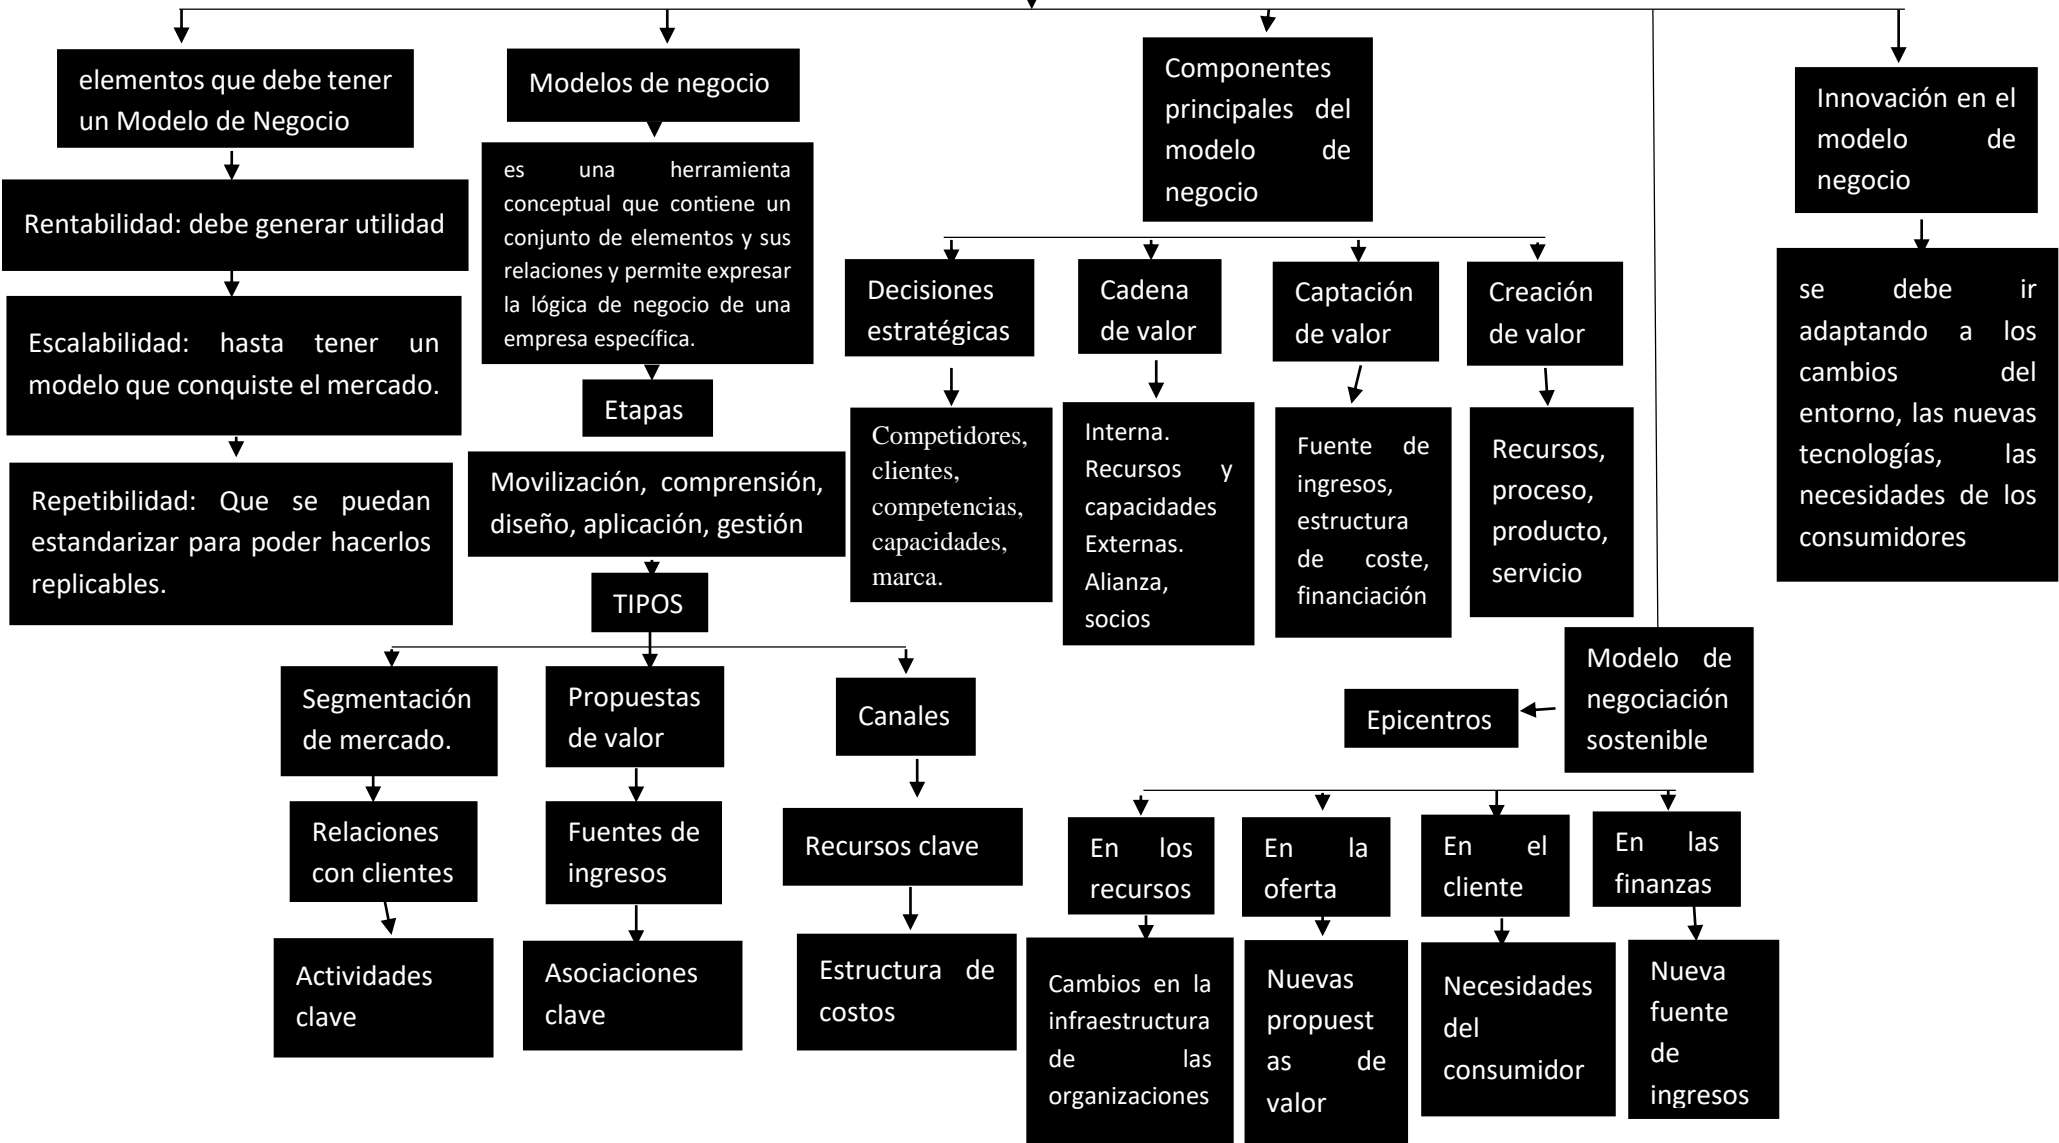 elementos que debe tener
un Modelo de Negocio
Rentabilidad: debe generar utilidad
Escalabilidad: hasta tener un
modelo que conquiste el mercado.
Repetibilidad: Que se puedan
estandarizar para poder hacerlos
replicables.
Modelos de negocio
es una herramienta
conceptual que contiene un
conjunto de elementos y sus
relaciones y permite expresar
la lógica de negocio de una
empresa específica.
Etapas
Movilización, comprensión,
diseño, aplicación, gestión
TIPOS
Segmentación
de mercado.
Relaciones
con clientes
Actividades
clave
Propuestas
de valor
Fuentes de
ingresos
Asociaciones
clave
Canales
Recursos clave
Estructura de
costos
Componentes
principales del
modelo de
negocio
Decisiones
estratégicas
Competidores,
clientes,
competencias,
capacidades,
marca.
Cadena
de valor
Interna.
Recursos y
capacidades
Externas.
Alianza,
socios
Captación
de valor
Fuente de
ingresos,
estructura
de coste,
financiación
Creación
de valor
Recursos,
proceso,
producto,
servicio
Modelo de
negociación
sostenible
Epicentros
En los
recursos
Cambios en la
infraestructura
de las
organizaciones
En la
oferta
Nuevas
propuest
as de
valor
En el
cliente
Necesidades
del
consumidor
En las
finanzas
Nueva
fuente
de
ingresos
Innovación en el
modelo de
negocio
se debe ir
adaptando a los
cambios del
entorno, las nuevas
tecnologías, las
necesidades de los
consumidores